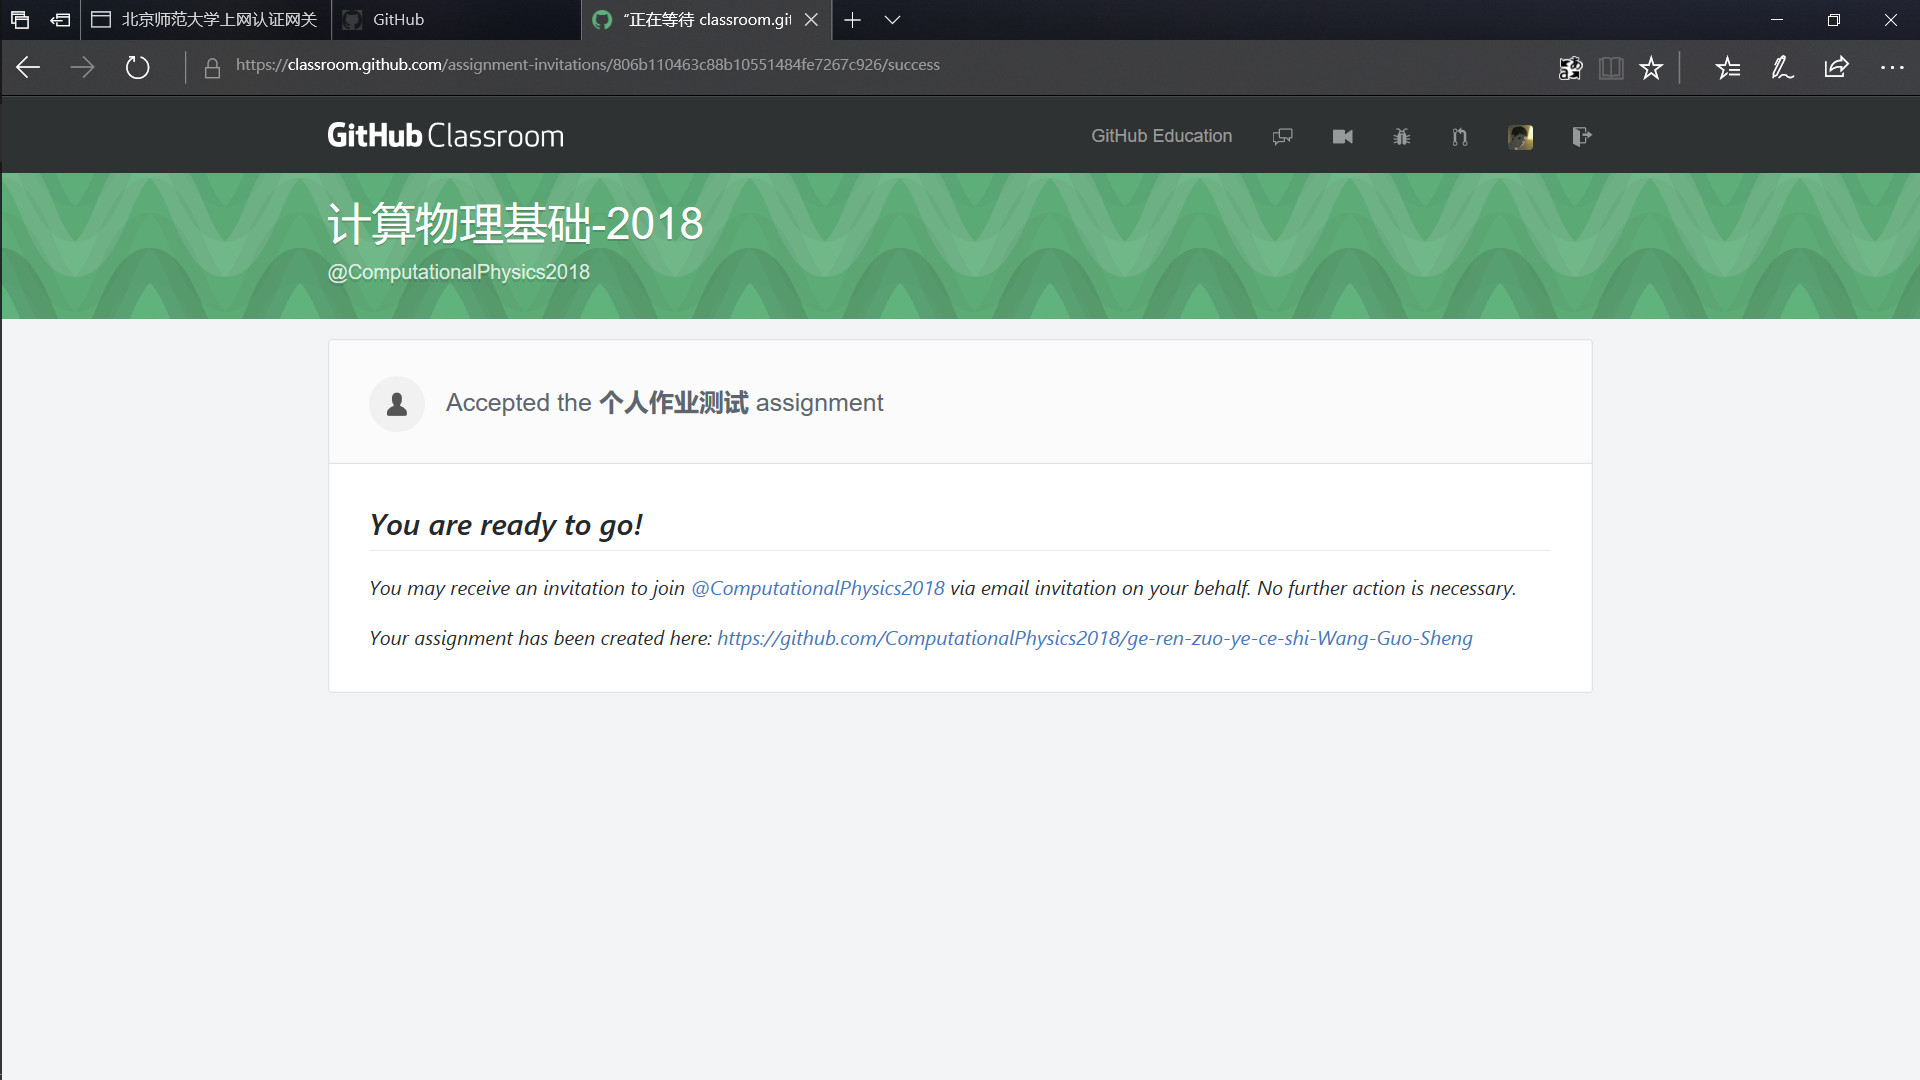 北京师范大学上网认证网关
GitHub
"正在等待 classroom.git
https://classroom.github.com/assignment-invitations/806b110463c88b10551484fe7267c926/success
GitHub Classroom
GitHub Education
计算物理基础-2018
@ComputationalPhysics2018
Accepted the 个人作业测试 assignment
You are ready to go!
You may receive an invitation to join @ComputationalPhysics2018 via email invitation on your behalf. No further action is necessary.
Your assignment has been created here: https://github.com/ComputationalPhysics2018/ge-ren-zuo-ye-ce-shi-Wang-Guo-Sheng